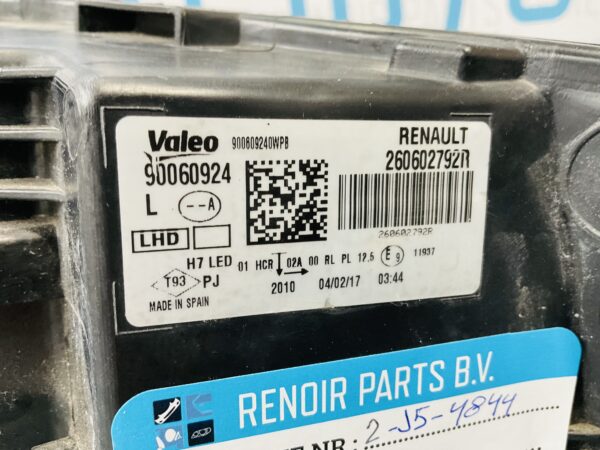 Valeo 90060924OWPB RENAULT
90060924 260602792R
L --A
260602792R
LHD
H7 LED 01 HCR 02A 00 RL PL 12.5 E9 11937
T93 PJ 2010 04/02/17 03:44
MADE IN SPAIN
RENOIR PARTS B.V.
NR.: 2-J5-4844